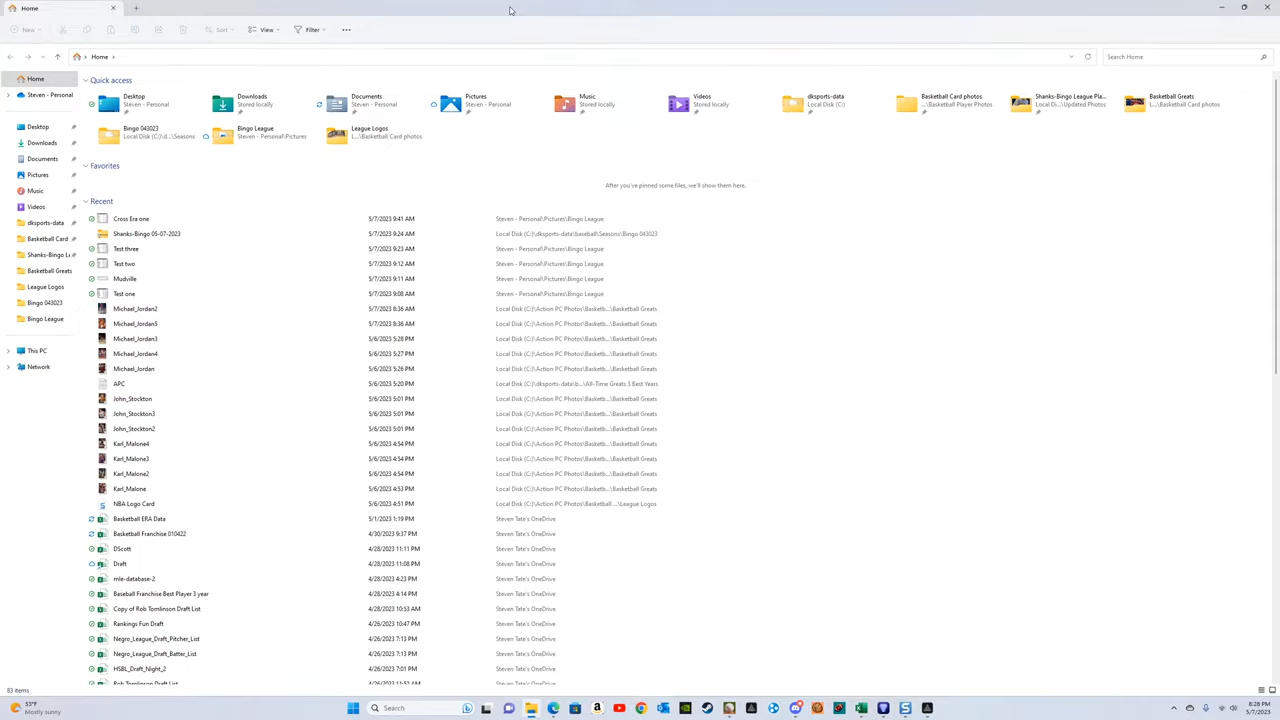 Home
New
Sort
View
Filter
Home
Search Home
Home
Steven - Personal
Desktop
Downloads
Documents
Pictures
Music
Videos
dksports-data
Basketball Card
Shanks-Bingo Le
Basketball Greats
League Logos
Bingo 043023
Bingo League
This PC
Network
Quick access
Desktop
Steven - Personal
Downloads
Stored locally
Documents
Steven - Personal
Pictures
Steven - Personal
Music
Stored locally
Videos
Stored locally
dksports-data
Local Disk (C:)
Basketball Card photos
...\Basketball Player Photos
Shanks-Bingo League Pla...
Local Di...\Updated Photos
Basketball Greats
L...\Basketball Card photos
Bingo 043023
Local Disk (C:)\d...\Seasons
Bingo League
Steven - Personal\Pictures
League Logos
L...\Basketball Card photos
Favorites
After you've pinned some files, we'll show them here.
Recent
Cross Era one 5/7/2023 9:41 AM Steven - Personal\Pictures\Bingo League
Shanks-Bingo 05-07-2023 5/7/2023 9:24 AM Local Disk (C:)\dksports-data\baseball\Seasons\Bingo 043023
Test three 5/7/2023 9:23 AM Steven - Personal\Pictures\Bingo League
Test two 5/7/2023 9:12 AM Steven - Personal\Pictures\Bingo League
Mudville 5/7/2023 9:11 AM Steven - Personal\Pictures\Bingo League
Test one 5/7/2023 9:08 AM Steven - Personal\Pictures\Bingo League
Michael_Jordan2 5/7/2023 8:36 AM Local Disk (C:)\Action PC Photos\Basketb...\Basketball Greats
Michael_Jordan5 5/7/2023 8:36 AM Local Disk (C:)\Action PC Photos\Basketb...\Basketball Greats
Michael_Jordan3 5/6/2023 5:28 PM Local Disk (C:)\Action PC Photos\Basketb...\Basketball Greats
Michael_Jordan4 5/6/2023 5:27 PM Local Disk (C:)\Action PC Photos\Basketb...\Basketball Greats
Michael_Jordan 5/6/2023 5:26 PM Local Disk (C:)\Action PC Photos\Basketb...\Basketball Greats
APC 5/6/2023 5:20 PM Local Disk (C:)\dksports-data\b...\All-Time Greats 3 Best Years
John_Stockton 5/6/2023 5:01 PM Local Disk (C:)\Action PC Photos\Basketb...\Basketball Greats
John_Stockton3 5/6/2023 5:01 PM Local Disk (C:)\Action PC Photos\Basketb...\Basketball Greats
John_Stockton2 5/6/2023 5:01 PM Local Disk (C:)\Action PC Photos\Basketb...\Basketball Greats
Karl_Malone4 5/6/2023 4:54 PM Local Disk (C:)\Action PC Photos\Basketb...\Basketball Greats
Karl_Malone3 5/6/2023 4:54 PM Local Disk (C:)\Action PC Photos\Basketb...\Basketball Greats
Karl_Malone2 5/6/2023 4:54 PM Local Disk (C:)\Action PC Photos\Basketb...\Basketball Greats
Karl_Malone 5/6/2023 4:53 PM Local Disk (C:)\Action PC Photos\Basketb...\Basketball Greats
NBA Logo Card 5/6/2023 4:51 PM Local Disk (C:)\Action PC Photos\Basketball ...\League Logos
Basketball ERA Data 5/1/2023 1:19 PM Steven Tate's OneDrive
Basketball Franchise 010422 4/30/2023 9:37 PM Steven Tate's OneDrive
DScott 4/28/2023 11:11 PM Steven Tate's OneDrive
Draft 4/28/2023 11:08 PM Steven Tate's OneDrive
mle-database-2 4/28/2023 4:23 PM Steven Tate's OneDrive
Baseball Franchise Best Player 3 year 4/28/2023 4:14 PM Steven Tate's OneDrive
Copy of Rob Tomlinson Draft List 4/28/2023 10:53 AM Steven Tate's OneDrive
Rankings Fun Draft 4/26/2023 10:47 PM Steven Tate's OneDrive
Negro_League_Draft_Pitcher_List 4/26/2023 7:13 PM Steven Tate's OneDrive
Negro_League_Draft_Batter_List 4/26/2023 7:13 PM Steven Tate's OneDrive
HSBL_Draft_Night_2 4/26/2023 7:01 PM Steven Tate's OneDrive
Rob Tomlinson Draft List 4/26/2023 11:52 AM Steven Tate's OneDrive
83 items
53°F
Mostly sunny
Search
8:28 PM
5/7/2023